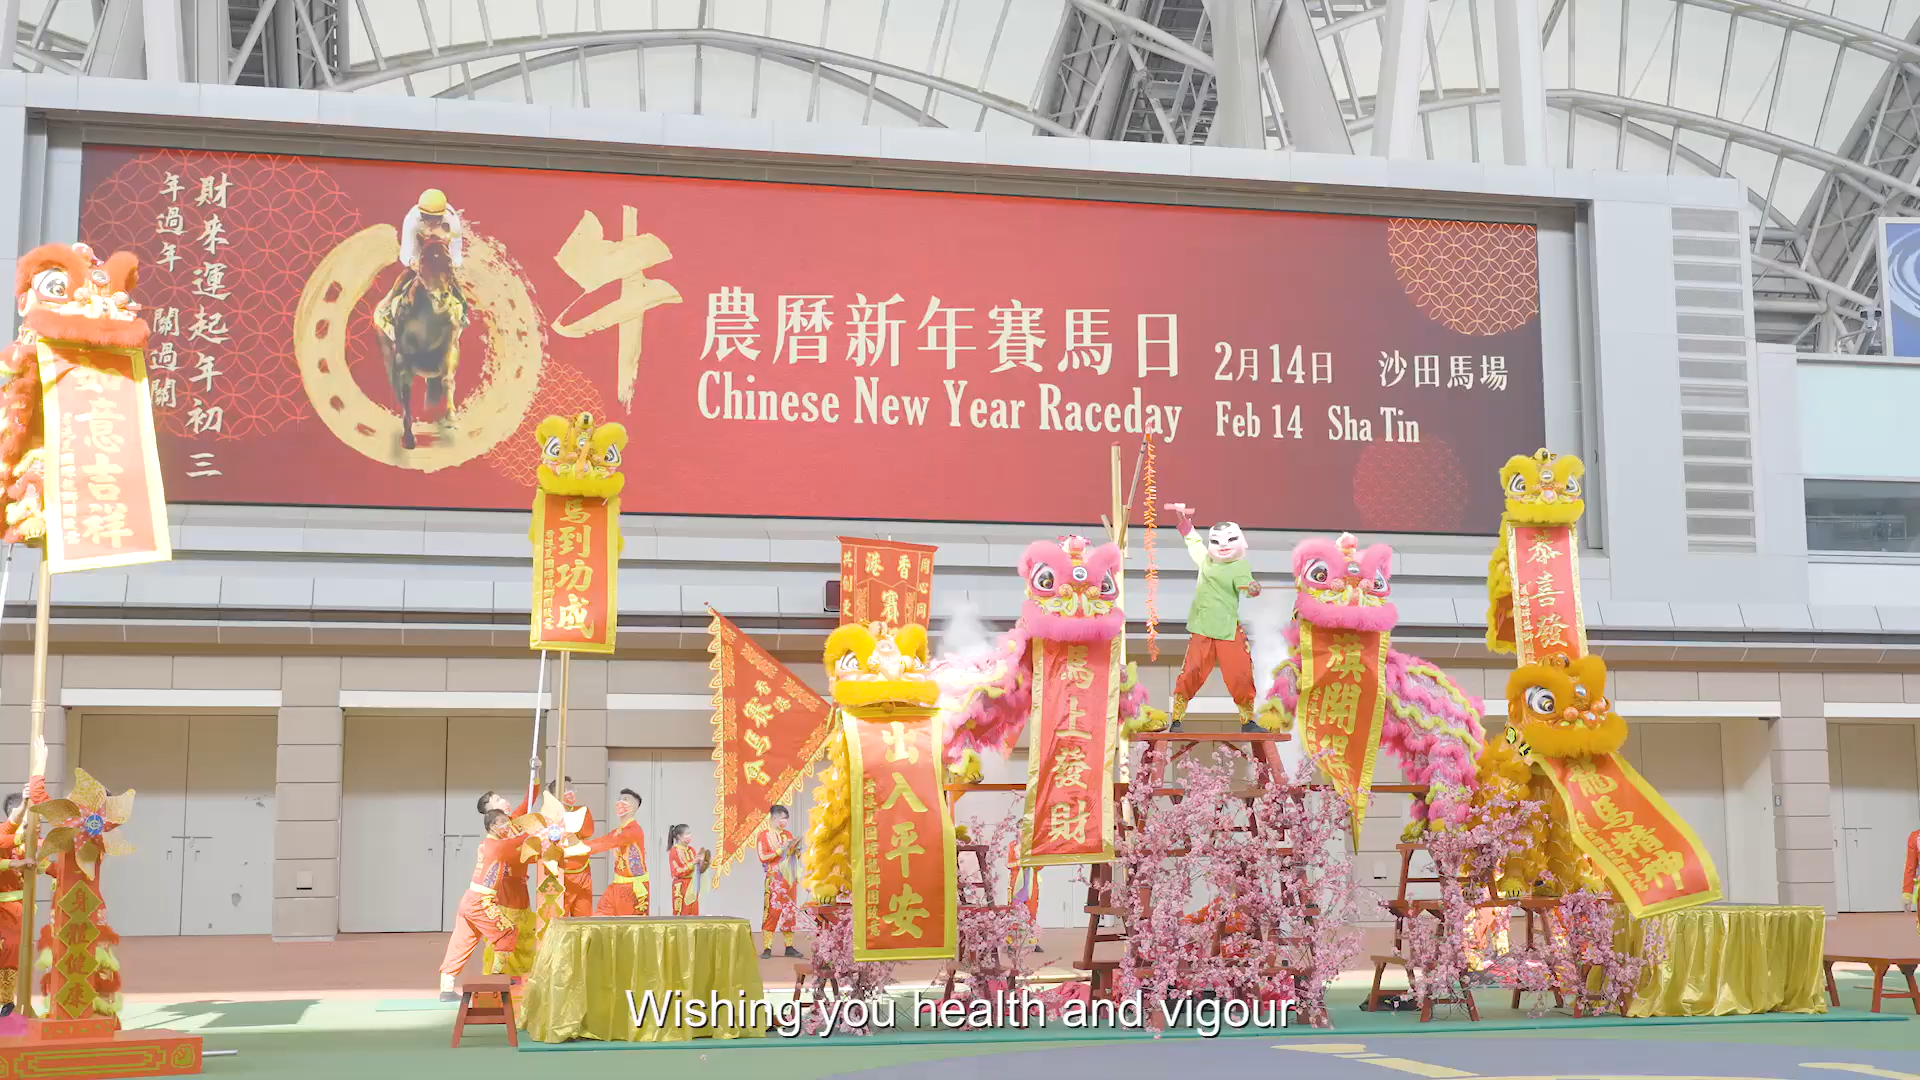 財來運起年初三
年過年 關過關
牛
農曆新年賽馬日
Chinese New Year Raceday
2月14日 沙田馬場
Feb 14 Sha Tin
如意吉祥
馬到功成
香港
賽
出入平安
馬上發財
旗開得
恭喜發
龍馬精神
身體健康
Wishing you health and vigour